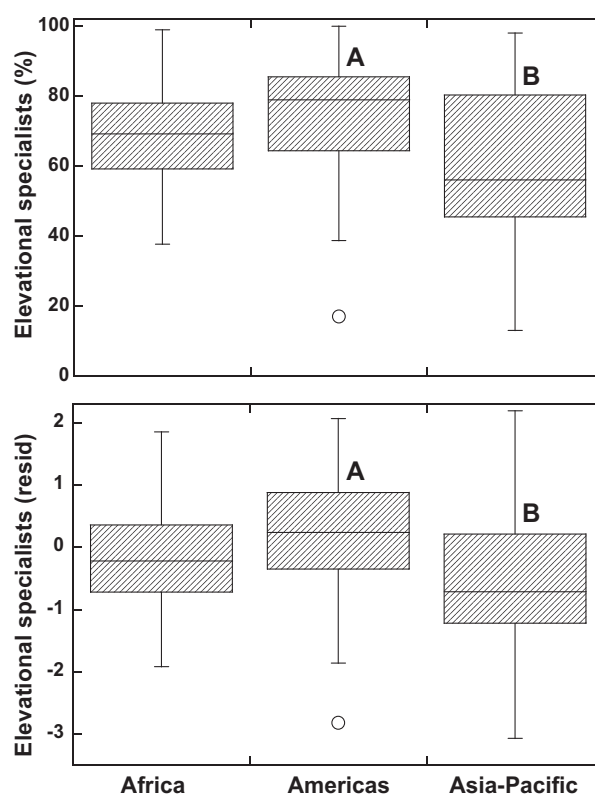 Elevational specialists (%)
100
80
60
40
20
0
A
B
Elevational specialists (resid)
2
1
0
-1
-2
-3
A
B
Africa
Americas
Asia-Pacific